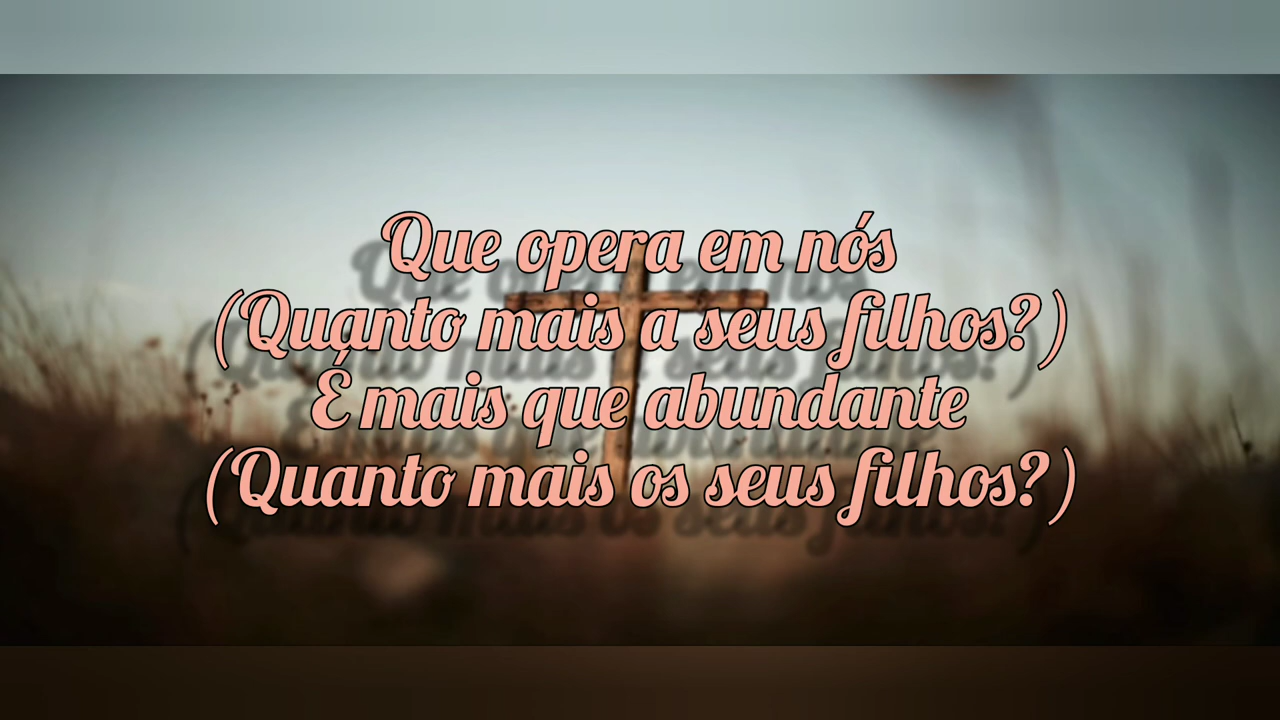 Que opera em nós
(Quanto mais a seus filhos?)
É mais que abundante
(Quanto mais os seus filhos?)